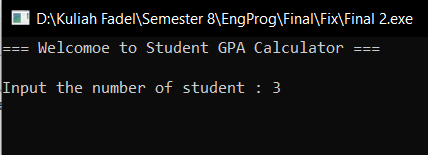 D:\Kuliah Fadel\Semester 8\EngProg\Final\Fix\Final 2.exe
=== Welcomoe to Student GPA Calculator ===
Input the number of student : 3